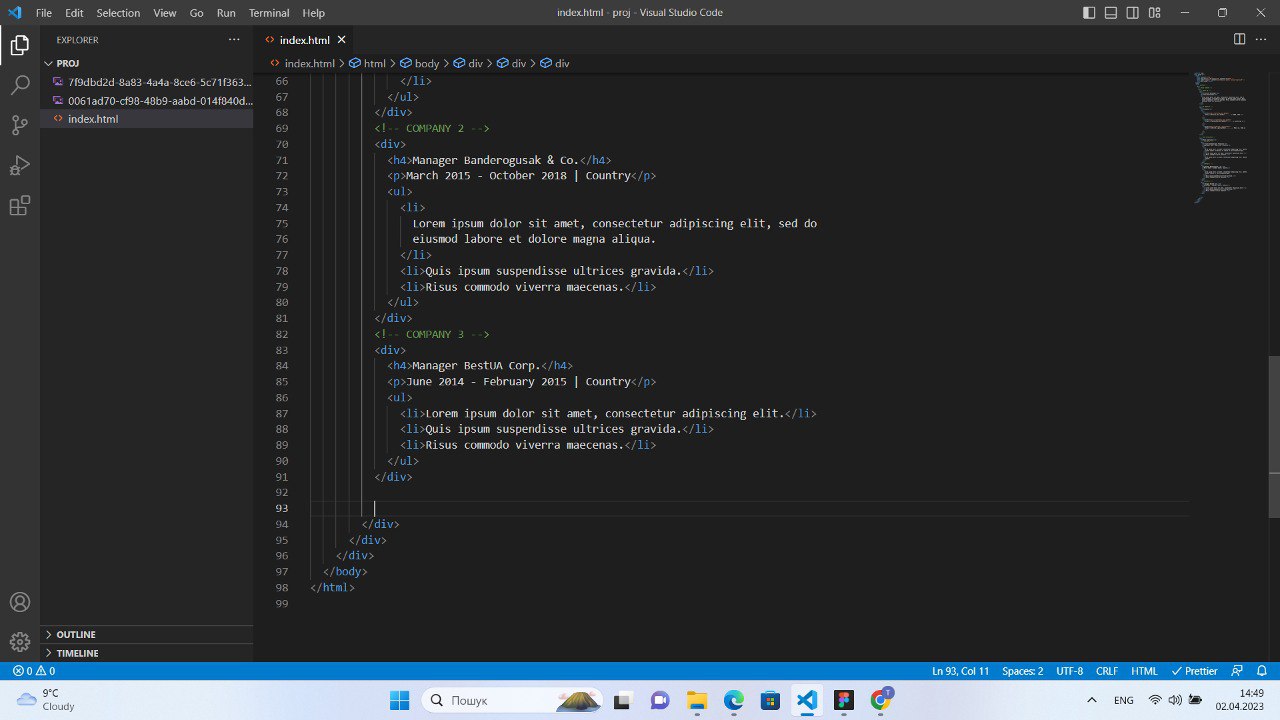 File Edit Selection View Go Run Terminal Help
index.html - proj - Visual Studio Code
EXPLORER
PROJ
7f9dbd2d-8a83-4a4a-8ce6-5c71f363...
0061ad70-cf98-48b9-aabd-014f840d...
index.html
OUTLINE
TIMELINE
index.html
index.html > html > body > div > div > div
66 </li>
67 </ul>
68 </div>
69 <!-- COMPANY 2 -->
70 <div>
71 <h4>Manager Banderogusak & Co.</h4>
72 <p>March 2015 - October 2018 | Country</p>
73 <ul>
74 <li>
75 Lorem ipsum dolor sit amet, consectetur adipiscing elit, sed do
76 eiusmod labore et dolore magna aliqua.
77 </li>
78 <li>Quis ipsum suspendisse ultrices gravida.</li>
79 <li>Risus commodo viverra maecenas.</li>
80 </ul>
81 </div>
82 <!-- COMPANY 3 -->
83 <div>
84 <h4>Manager BestUA Corp.</h4>
85 <p>June 2014 - February 2015 | Country</p>
86 <ul>
87 <li>Lorem ipsum dolor sit amet, consectetur adipiscing elit.</li>
88 <li>Quis ipsum suspendisse ultrices gravida.</li>
89 <li>Risus commodo viverra maecenas.</li>
90 </ul>
91 </div>
92
93
94 </div>
95 </div>
96 </div>
97 </body>
98 </html>
99
0 0
Ln 93, Col 11 Spaces: 2 UTF-8 CRLF HTML Prettier
9°C
Cloudy
Пошук
T
ENG
14:49
02.04.2023